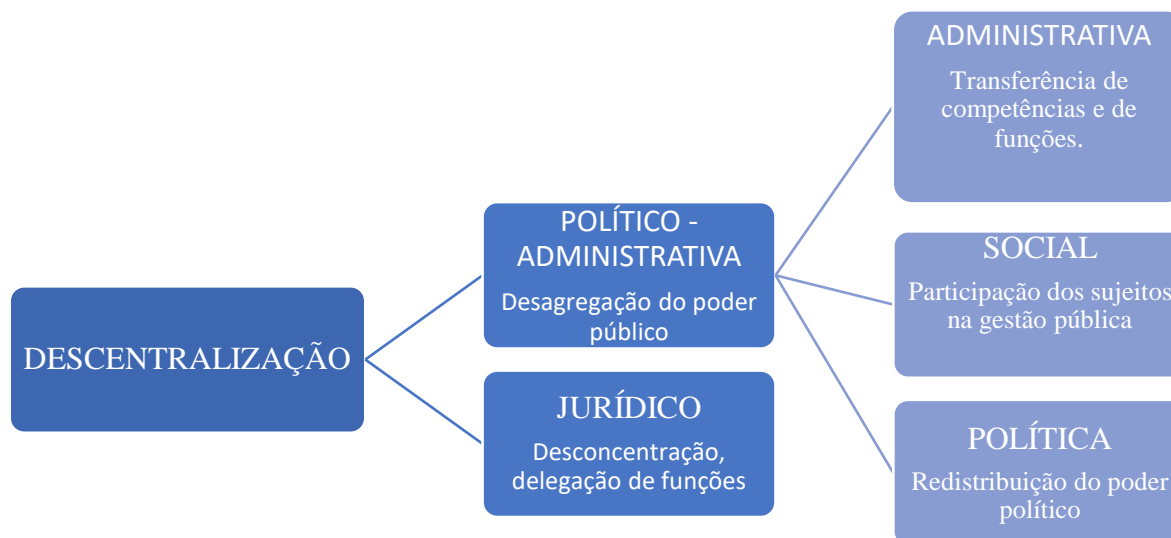 DESCENTRALIZAÇÃO
POLÍTICO -
ADMINISTRATIVA
Desagregação do poder
público
JURÍDICO
Desconcentração,
delegação de funções
ADMINISTRATIVA
Transferência de
competências e de
funções.
SOCIAL
Participação dos sujeitos
na gestão pública
POLÍTICA
Redistribuição do poder
político